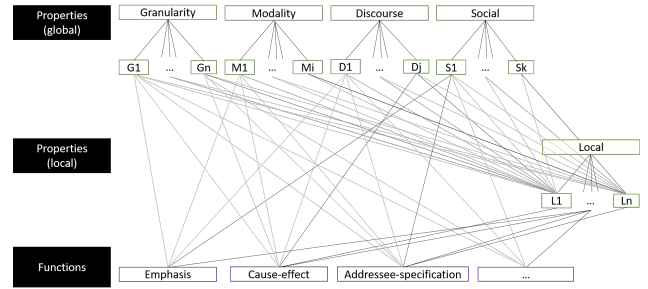 Properties
(global)
Granularity Modality Discourse Social
G1 ... Gn M1 ... Mi D1 ... Dj S1 ... Sk
Properties
(local)
Local
L1 ... Ln
Functions
Emphasis Cause-effect Addressee-specification ...